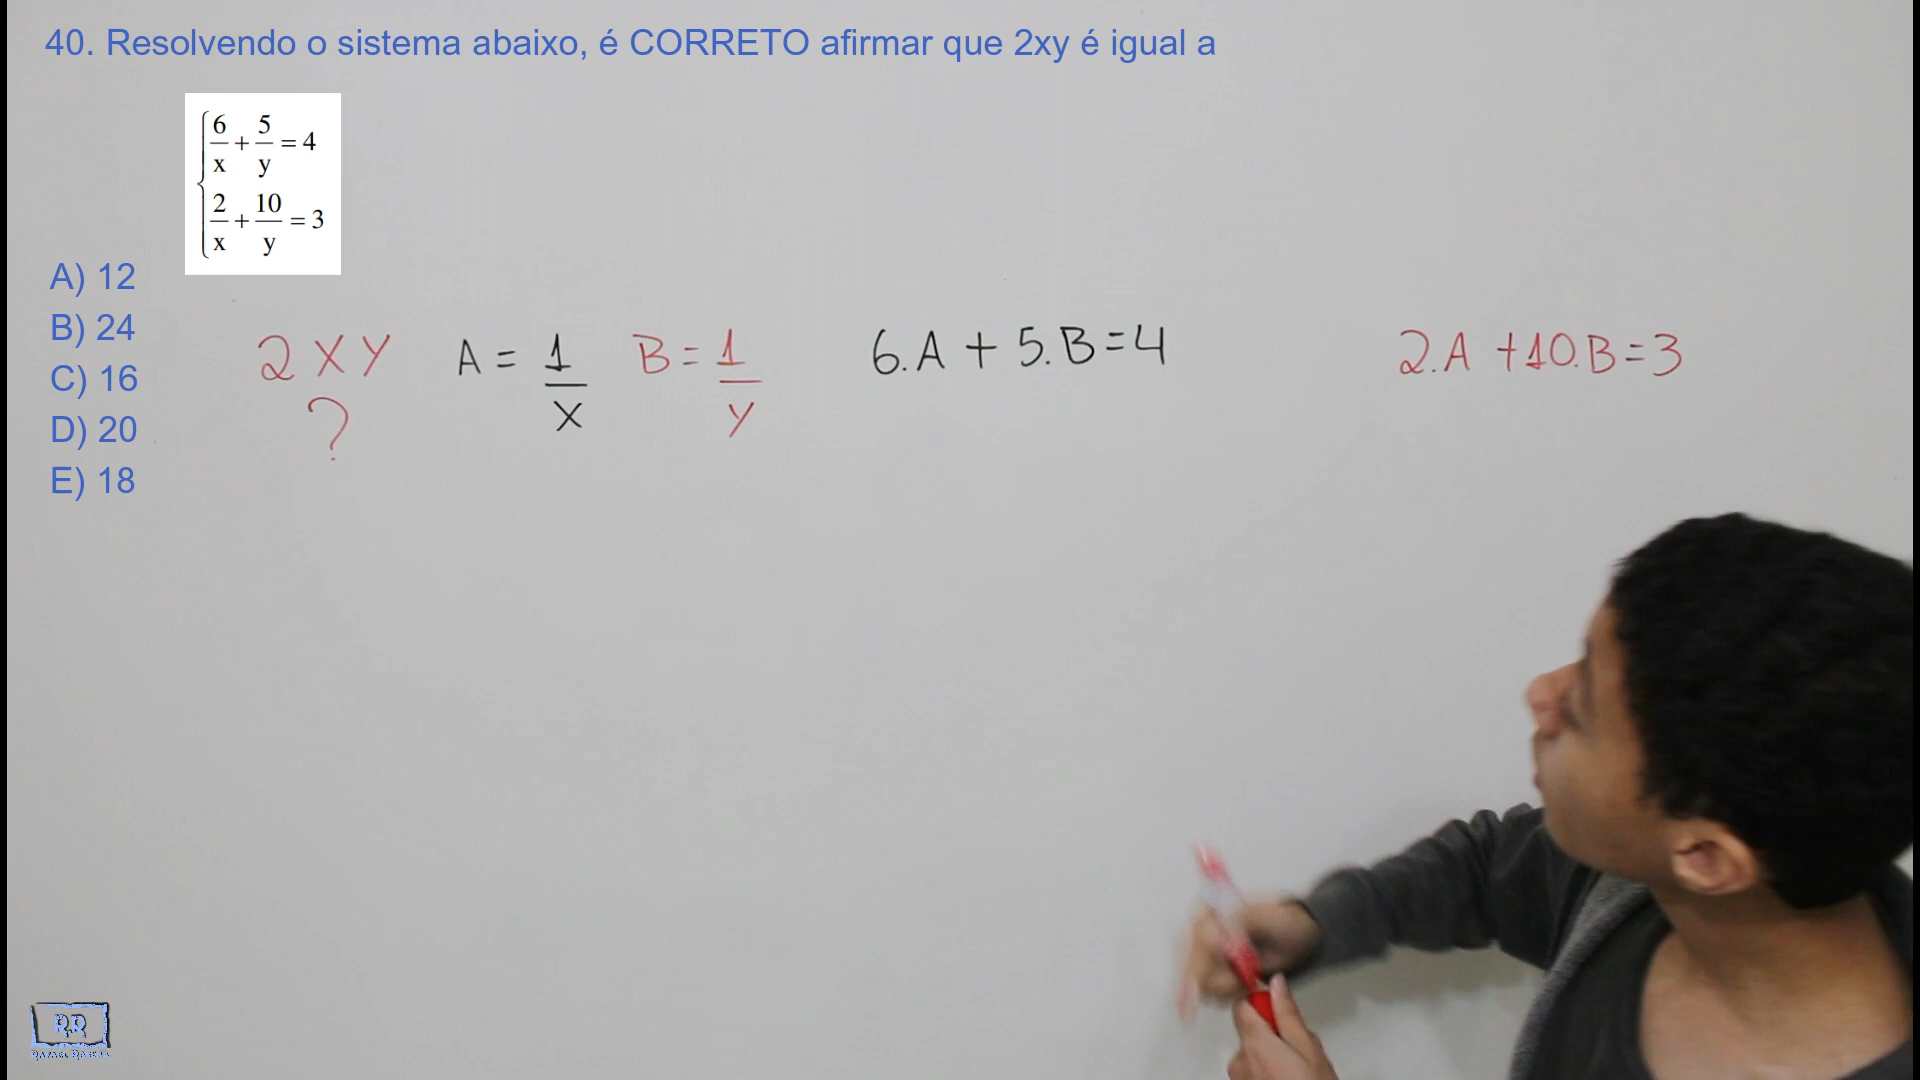 40. Resolvendo o sistema abaixo, é CORRETO afirmar que 2xy é igual a
6/x + 5/y = 4
2/x + 10/y = 3
A) 12
B) 24
C) 16
D) 20
E) 18
2XY ?
A = 1/X
B = 1/Y
6.A + 5.B=4
2.A +10.B=3
RR